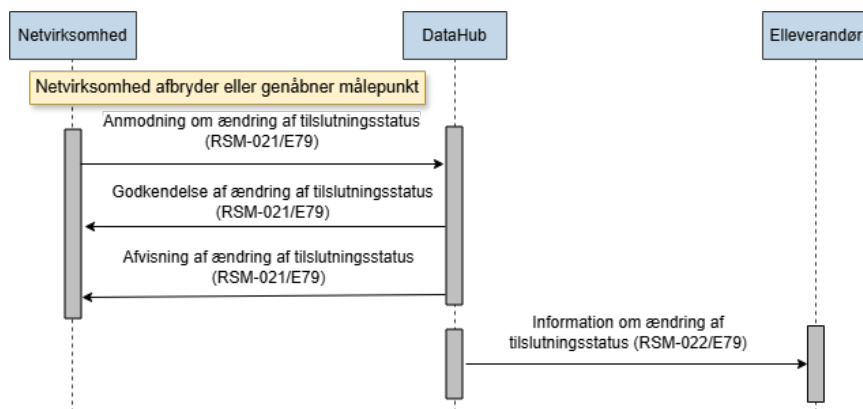 Netvirksomhed
DataHub
Elleverandør
Netvirksomhed afbryder eller genåbner målepunkt
Anmodning om ændring af tilslutningsstatus
(RSM-021/E79)
Godkendelse af ændring af tilslutningsstatus
(RSM-021/E79)
Afvisning af ændring af tilslutningsstatus
(RSM-021/E79)
Information om ændring af
tilslutningsstatus (RSM-022/E79)